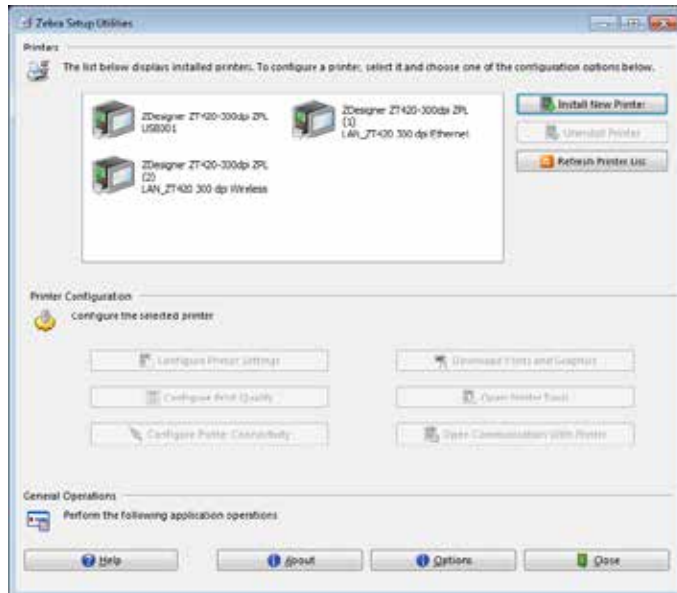 Zebra Setup Utilities
Printers
The list below displays installed printers. To configure a printer, select it and choose one of the configuration options below.
ZDesigner ZT420-300dpi ZPL
USB001
ZDesigner ZT420-300dpi ZPL
(1)
LAN_ZT420 300 dpi Ethernet
ZDesigner ZT420-300dpi ZPL
(2)
LAN_ZT420 300 dpi Wireless
Install New Printer
Uninstall Printer
Refresh Printer List
Printer Configuration
Configure the selected printer
Configure Printer Settings
Download Fonts and Graphics
Configure Print Quality
Open Printer Tools
Configure Printer Connectivity
Open Communication With Printer
General Operations
Perform the following application operations
Help
About
Options
Close